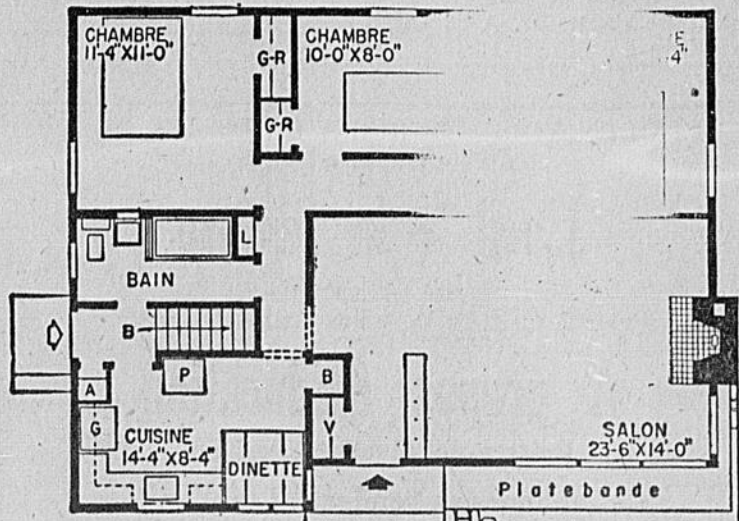 CHAMBRE
11'-4"X11'-0"
G-R
G-R
CHAMBRE
10'-0"X8'-0"
4"
L
BAIN
B
P
B
A
G
V
CUISINE
14'-4"X8'-4"
DINETTE
SALON
23'-6"X14'-0"
Platebande